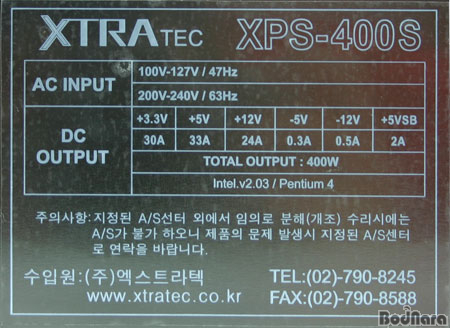 XTRATEC XPS-400S
AC INPUT
100V-127V / 47Hz
200V-240V / 63Hz
DC OUTPUT
+3.3V +5V +12V -5V -12V +5VSB
30A 33A 24A 0.3A 0.5A 2A
TOTAL OUTPUT : 400W
Intel.v2.03 / Pentium 4
주의사항:지정된 A/S선터 외에서 임의로 분해(개조) 수리시에는
A/S가 불가 하오니 제품의 문제 발생시 지정된 A/S센터
로 연락을 바랍니다.
수입원:(주)엑스트라텍 TEL:(02)-790-8245
www.xtratec.co.kr FAX:(02)-790-8588
BodNara